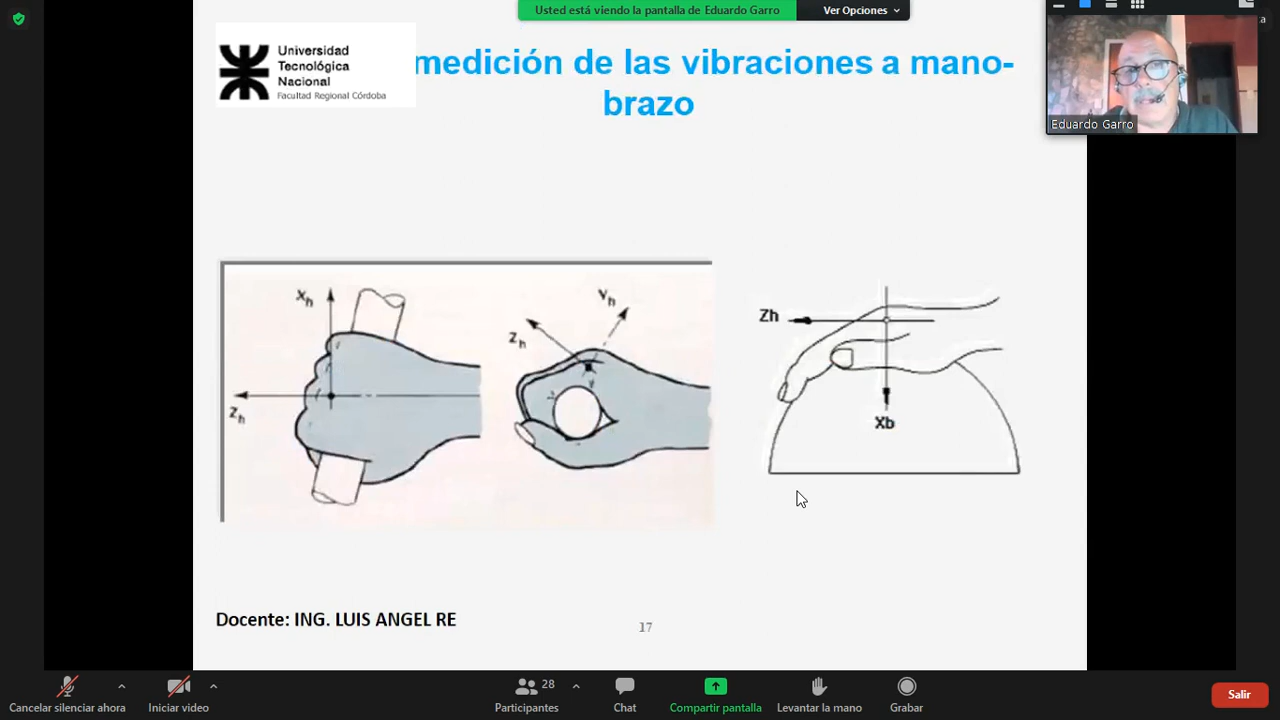 Usted está viendo la pantalla de Eduardo Garro
Ver Opciones
Universidad
Tecnológica
Nacional
Facultad Regional Córdoba
medición de las vibraciones a mano-
brazo
Eduardo Garro
Xh
Zh
Yh
Zh
Zh
Xb
Docente: ING. LUIS ANGEL RE
17
Cancelar silenciar ahora
Iniciar video
28
Participantes
Chat
Compartir pantalla
Levantar la mano
Grabar
Salir